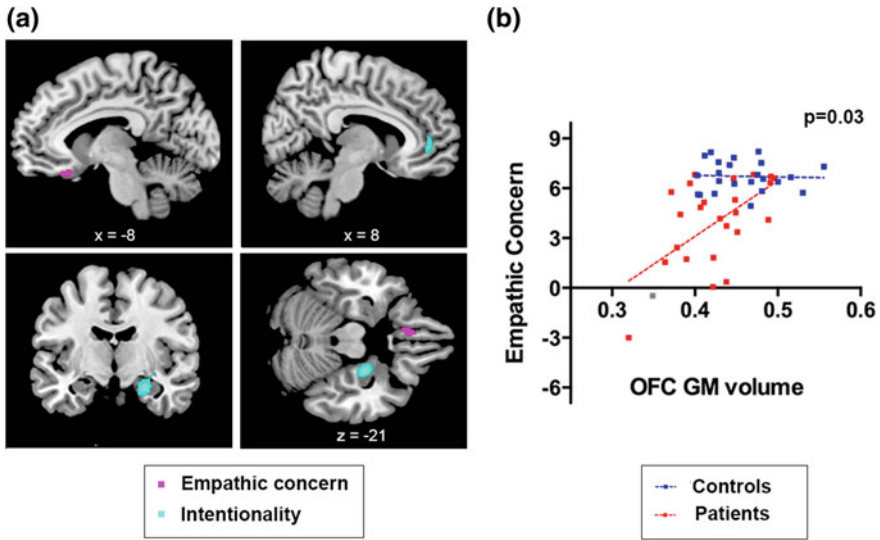 (a)
x = -8
x = 8
z = -21
Empathic concern
Intentionality
(b)
p=0.03
Empathic Concern
9
6
3
0
-3
-6
0.3
0.4
0.5
0.6
OFC GM volume
Controls
Patients